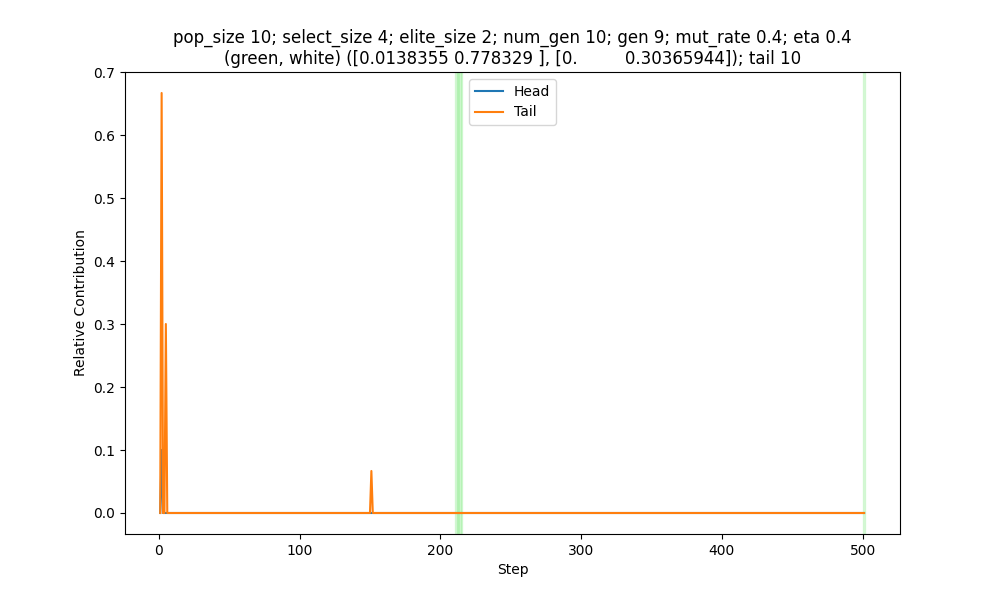 pop_size 10; select_size 4; elite_size 2; num_gen 10; gen 9; mut_rate 0.4; eta 0.4
(green, white) ([0.0138355 0.778329 ], [0.         0.30365944]); tail 10
Head
Tail
0.7
0.6
0.5
0.4
0.3
0.2
0.1
0.0
Relative Contribution
0 100 200 300 400 500
Step